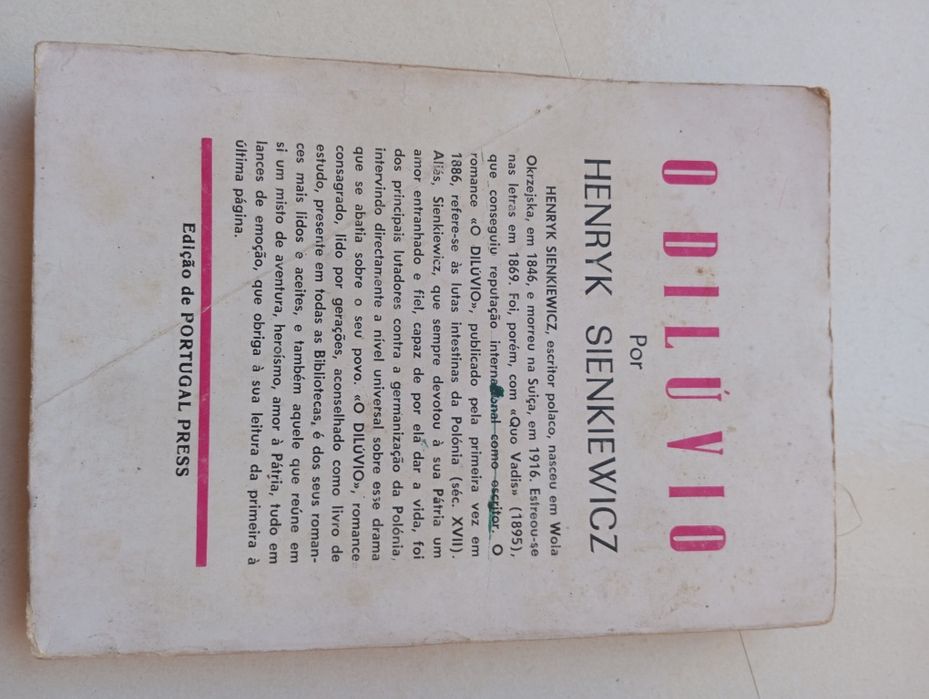 O DILÚVIO
Por
HENRYK SIENKIEWICZ
HENRYK SIENKIEWICZ, escritor polaco, nasceu em Wola
Okrzejska, em 1846, e morreu na Suiça, em 1916. Estreou-se
nas letras em 1869. Foi, porém, com «Quo Vadis» (1895),
que conseguiu reputação internacional como escritor. O
romance «O DILÚVIO», publicado pela primeira vez em
1886, refere-se às lutas intestinas da Polónia (séc. XVII).
Aliás, Sienkiewicz, que sempre devotou à sua Pátria um
amor entranhado e fiel, capaz de por ela dar a vida, foi
dos principais lutadores contra a germanização da Polónia,
intervindo directamente a nível universal sobre esse drama
que se abatia sobre o seu povo. «O DILÚVIO», romance
consagrado, lido por gerações, aconselhado como livro de
estudo, presente em todas as Bibliotecas, é dos seus roman-
ces mais lidos e aceites, e também aquele que reúne em
si um misto de aventura, heroísmo, amor à Pátria, tudo em
lances de emoção, que obriga à sua leitura da primeira à
última página.
Edição de PORTUGAL PRESS